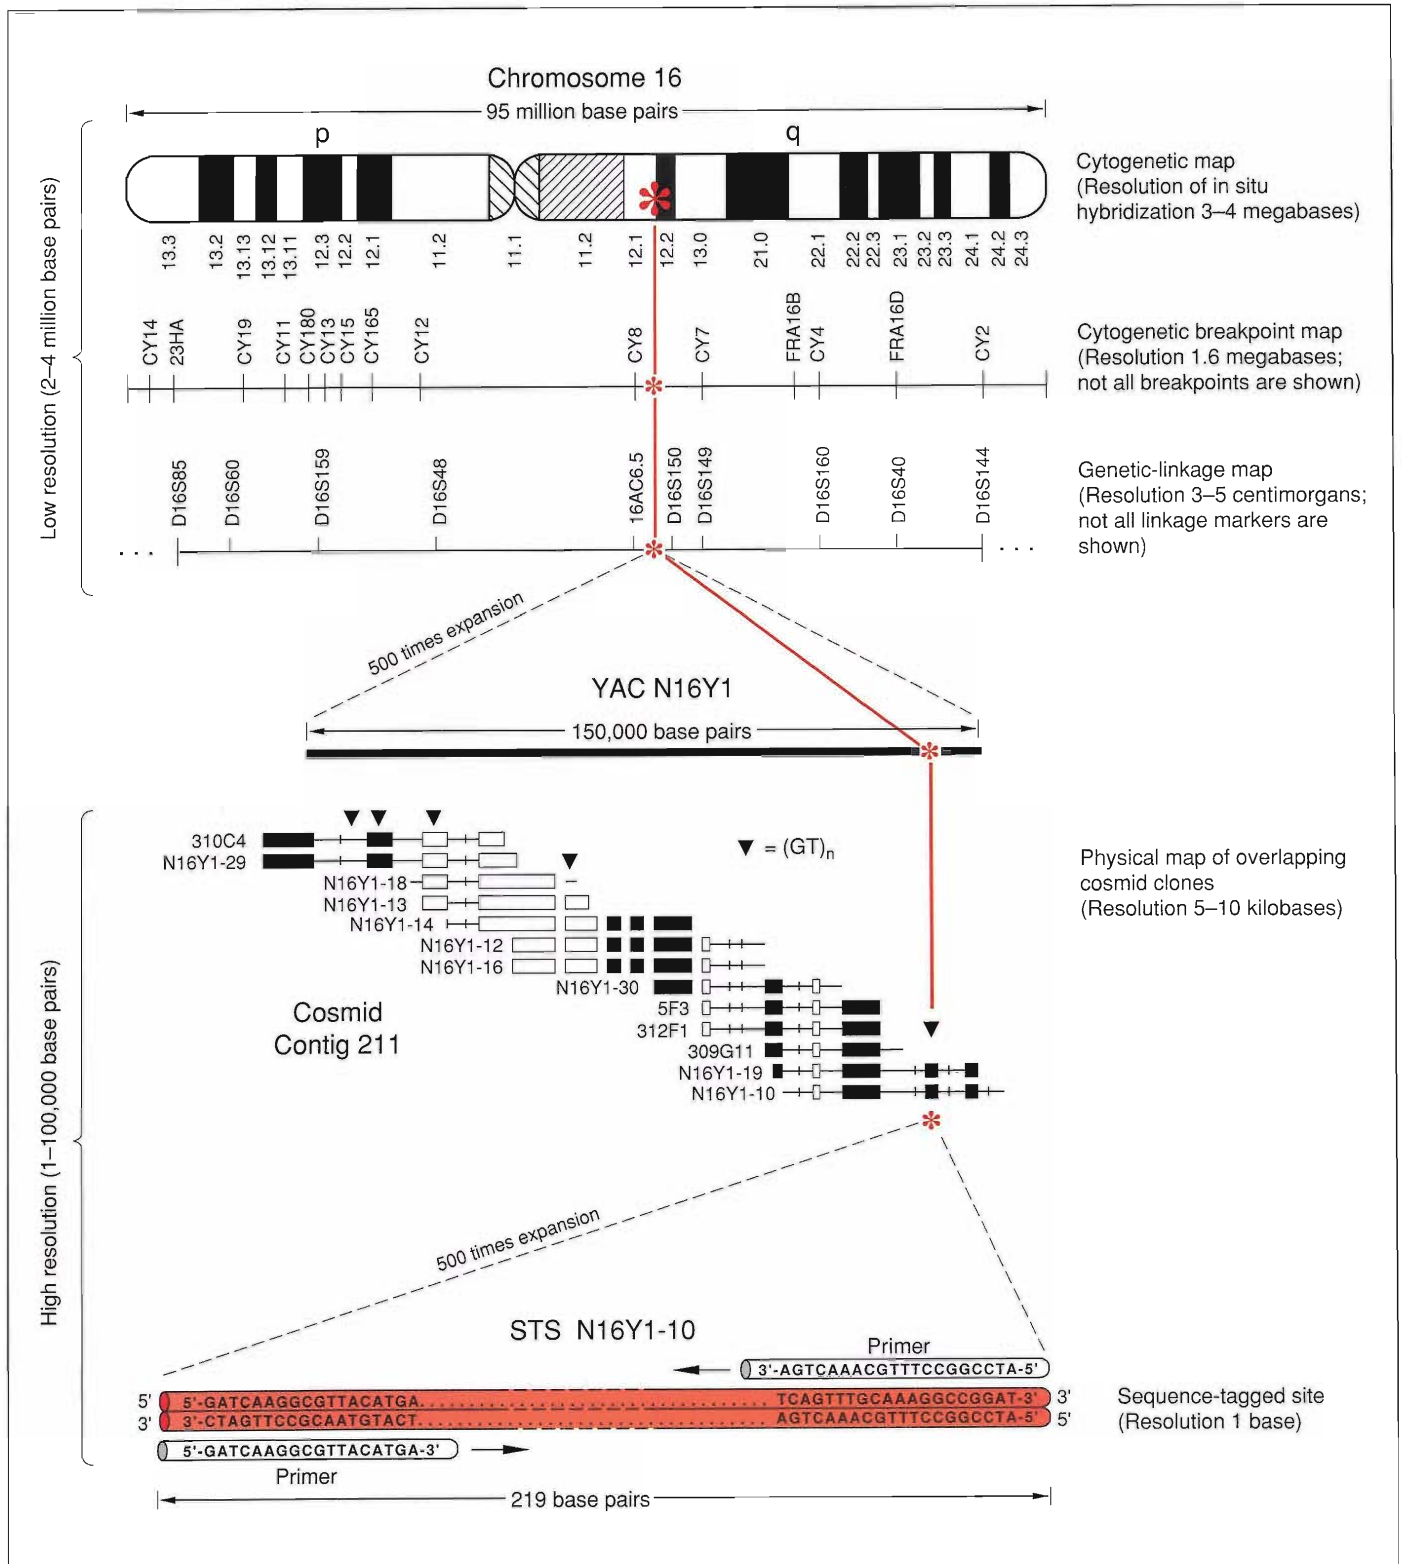 Chromosome 16
95 million base pairs
p
q
Cytogenetic map
(Resolution of in situ
hybridization 3–4 megabases)
13.3
13.2
13.13
13.12
13.11
12.3
12.2
12.1
11.2
11.1
11.2
12.1
12.2
13.0
21.0
22.1
22.2
22.3
23.1
23.2
23.3
24.1
24.2
24.3
Low resolution (2–4 million base pairs)
CY14
23HA
CY19
CY11
CY180
CY13
CY15
CY165
CY12
CY8
CY7
FRA16B
CY4
FRA16D
CY2
Cytogenetic breakpoint map
(Resolution 1.6 megabases;
not all breakpoints are shown)
D16S85
D16S60
D16S159
D16S48
16AC6.5
D16S150
D16S149
D16S160
D16S40
D16S144
Genetic-linkage map
(Resolution 3–5 centimorgans;
not all linkage markers are
shown)
. . .
. . .
500 times expansion
YAC N16Y1
150,000 base pairs
High resolution (1–100,000 base pairs)
310C4
N16Y1-29
N16Y1-18
N16Y1-13
N16Y1-14
N16Y1-12
N16Y1-16
N16Y1-30
5F3
312F1
309G11
N16Y1-19
N16Y1-10
▼ = (GT)n
Physical map of overlapping
cosmid clones
(Resolution 5–10 kilobases)
Cosmid
Contig 211
500 times expansion
STS N16Y1-10
Primer
3'-AGTCAAACGTTTCCGGCCTA-5'
5' 5'-GATCAAGGCGTTACATGA. . . . . . . . . . TCAGTTTGCAAAGGCCGGAT-3' 3'
3' 3'-CTAGTTCCGCAATGTACT. . . . . . . . . . AGTCAAACGTTTCCGGCCTA-5' 5'
5'-GATCAAGGCGTTACATGA-3'
Primer
Sequence-tagged site
(Resolution 1 base)
219 base pairs